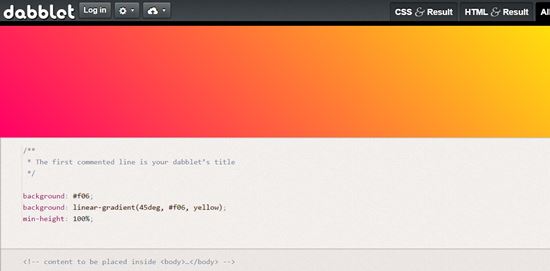 dabblet Log in CSS & Result HTML & Result All
/**
* The first commented line is your dabblet's title
*/
background: #f06;
background: linear-gradient(45deg, #f06, yellow);
min-height: 100%;
<!-- content to be placed inside <body>…</body> -->